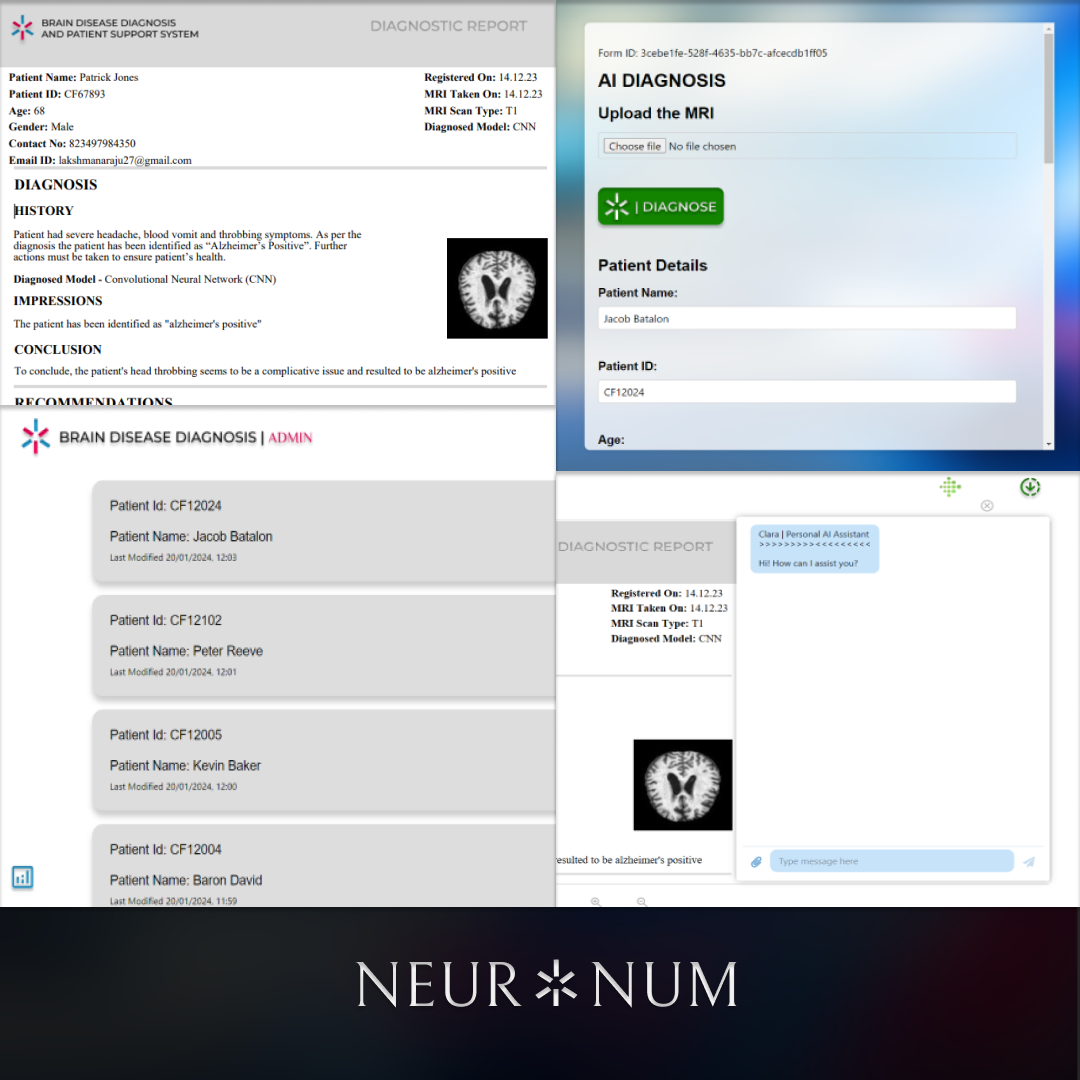 BRAIN DISEASE DIAGNOSIS
AND PATIENT SUPPORT SYSTEM
DIAGNOSTIC REPORT
Patient Name: Patrick Jones
Patient ID: CF67893
Age: 68
Gender: Male
Contact No: 823497984350
Email ID: lakshmanaraju27@gmail.com
Registered On: 14.12.23
MRI Taken On: 14.12.23
MRI Scan Type: T1
Diagnosed Model: CNN
DIAGNOSIS
HISTORY
Patient had severe headache, blood vomit and throbbing symptoms. As per the
diagnosis the patient has been identified as “Alzheimer’s Positive”. Further
actions must be taken to ensure patient’s health.
Diagnosed Model - Convolutional Neural Network (CNN)
IMPRESSIONS
The patient has been identified as "alzheimer's positive"
CONCLUSION
To conclude, the patient's head throbbing seems to be a complicative issue and resulted to be alzheimer's positive
RECOMMENDATIONS
Form ID: 3cebe1fe-528f-4635-bb7c-afcecdb1ff05
AI DIAGNOSIS
Upload the MRI
Choose file No file chosen
| DIAGNOSE
Patient Details
Patient Name:
Jacob Batalon
Patient ID:
CF12024
Age:
BRAIN DISEASE DIAGNOSIS | ADMIN
Patient Id: CF12024
Patient Name: Jacob Batalon
Last Modified 20/01/2024, 12:03
Patient Id: CF12102
Patient Name: Peter Reeve
Last Modified 20/01/2024, 12:01
Patient Id: CF12005
Patient Name: Kevin Baker
Last Modified 20/01/2024, 12:00
Patient Id: CF12004
Patient Name: Baron David
Last Modified 20/01/2024, 11:59
DIAGNOSTIC REPORT
Registered On: 14.12.23
MRI Taken On: 14.12.23
MRI Scan Type: T1
Diagnosed Model: CNN
resulted to be alzheimer's positive
Clara | Personal AI Assistant
>>>>>>>>>><<<<<<<<<
Hi! How can I assist you?
Type message here
NEUR NUM